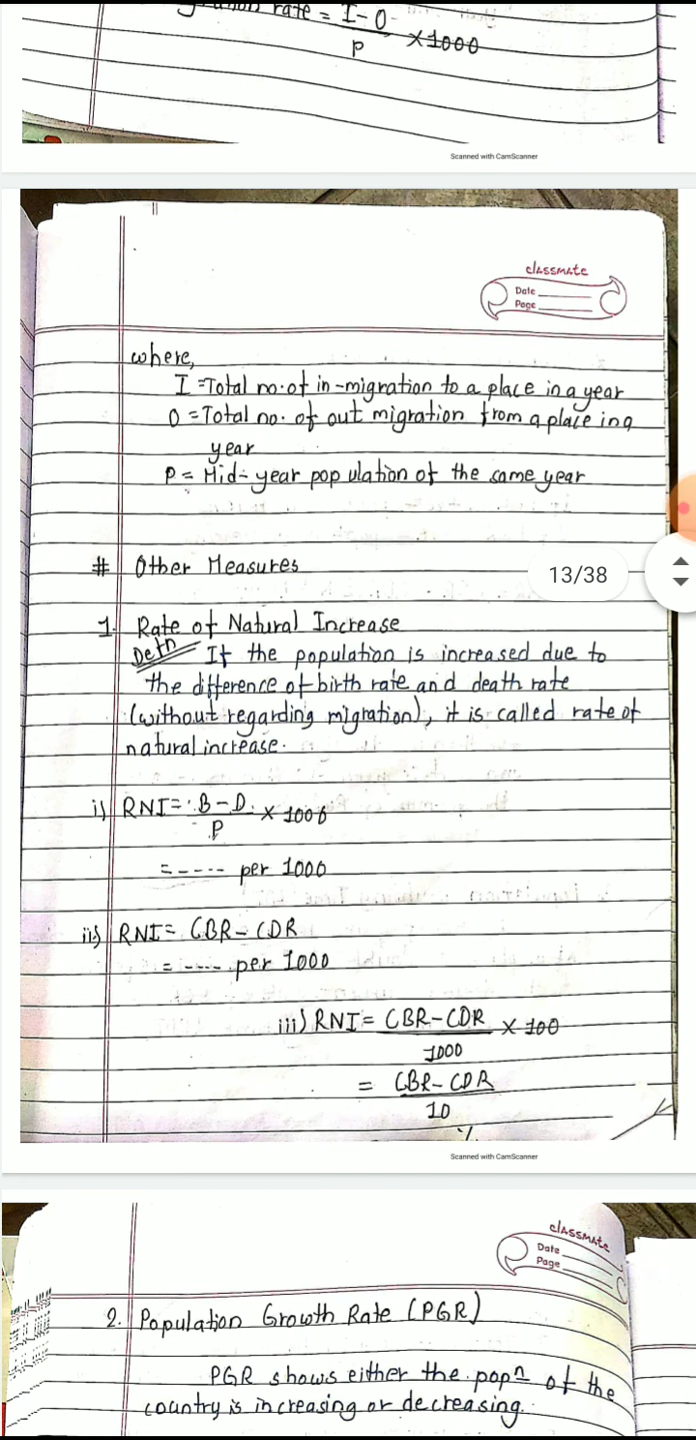 rate = I-O
P ×1000
Scanned with CamScanner
classmate
Date
Page
where,
I = Total no. of in-migration to a place in a year
O = Total no. of out migration from a place in a
year
P = Mid-year population of the same year
# Other Measures
13/38
1. Rate of Natural Increase
Defn If the population is increased due to
the difference of birth rate and death rate
(without regarding migration), it is called rate of
natural increase.
i) RNI = B-D × 1000
P
= ----- per 1000
ii) RNI = CBR - CDR
= ---- per 1000
iii) RNI = CBR-CDR × 100
1000
= CBR-CDR
10
%
Scanned with CamScanner
classmate
Date
Page
2. Population Growth Rate (PGR)
PGR shows either the popn of the
country is increasing or decreasing.